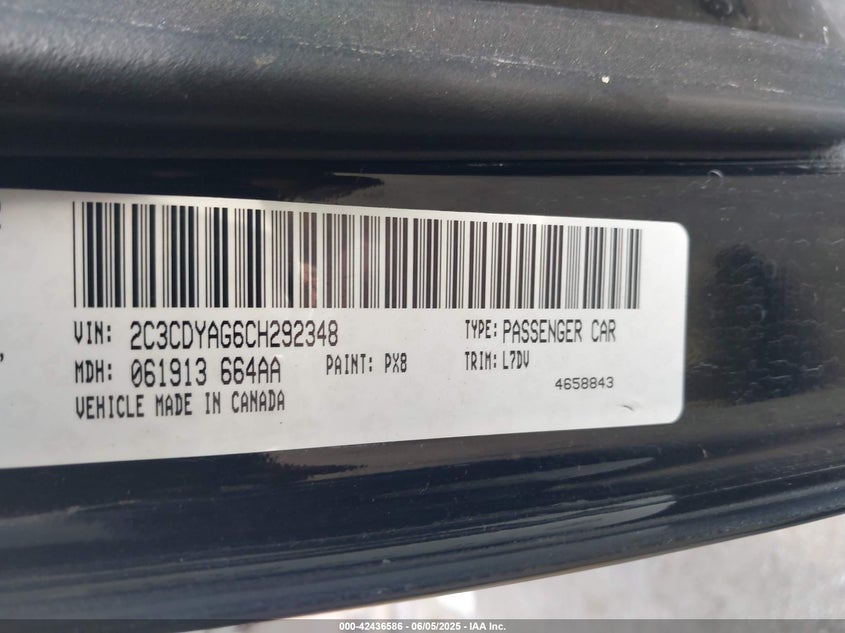 VIN: 2C3CDYAG6CH292348 TYPE: PASSENGER CAR
MDH: 061913 664AA PAINT: PX8 TRIM: L7DV
VEHICLE MADE IN CANADA 4658843
000-42436586 - 06/05/2025 - IAA Inc.